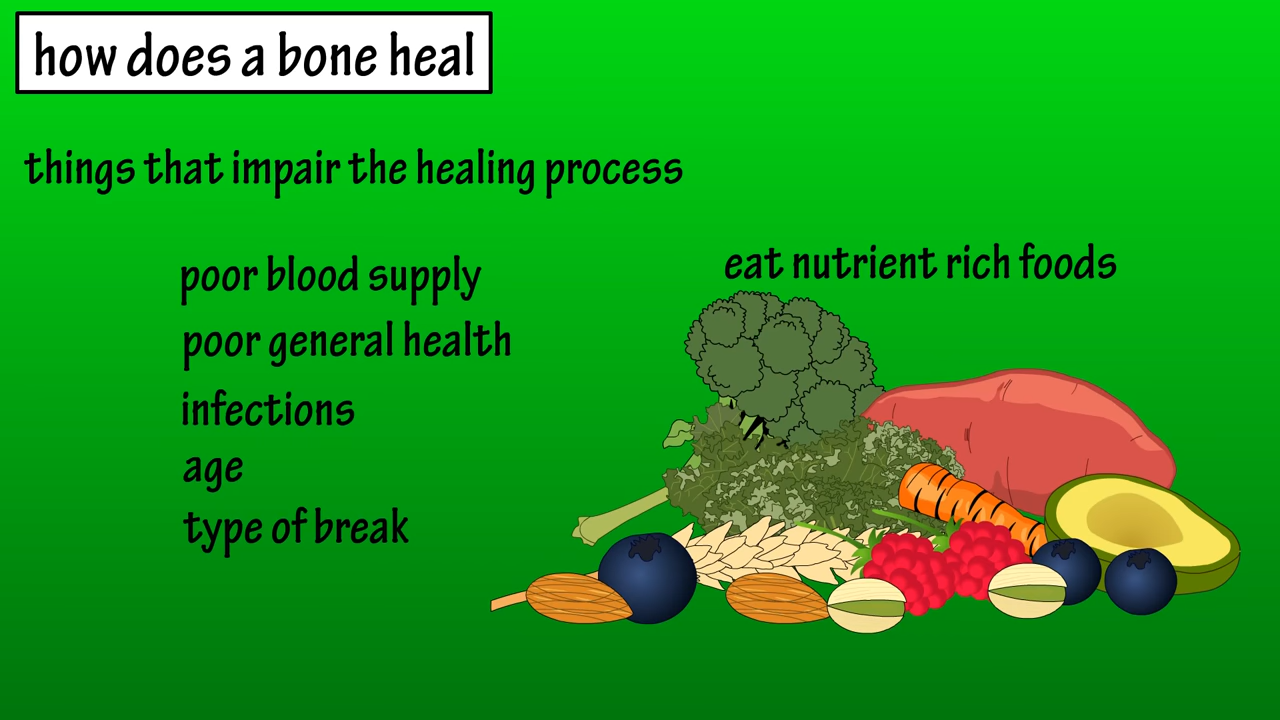 how does a bone heal
things that impair the healing process
poor blood supply
poor general health
infections
age
type of break
eat nutrient rich foods